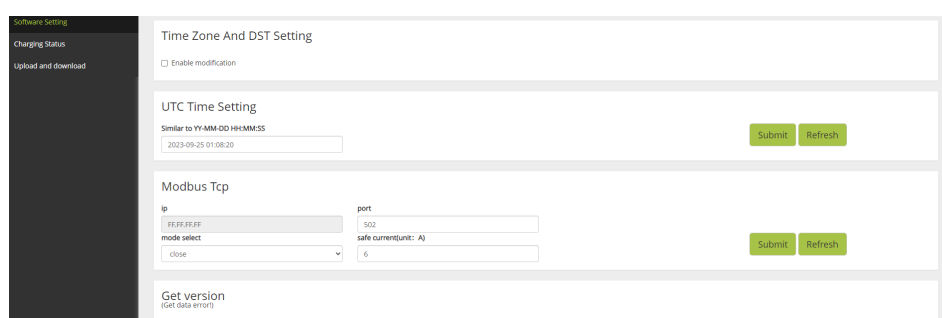 Software Setting
Charging Status
Upload and download
Time Zone And DST Setting
Enable modification
UTC Time Setting
Similar to YY-MM-DD HH:MM:SS
2023-09-25 01:08:20
Submit Refresh
Modbus Tcp
ip port
FF.FF.FF.FF 502
mode select safe current(unit：A)
close 6
Submit Refresh
Get version
(Get data error!)